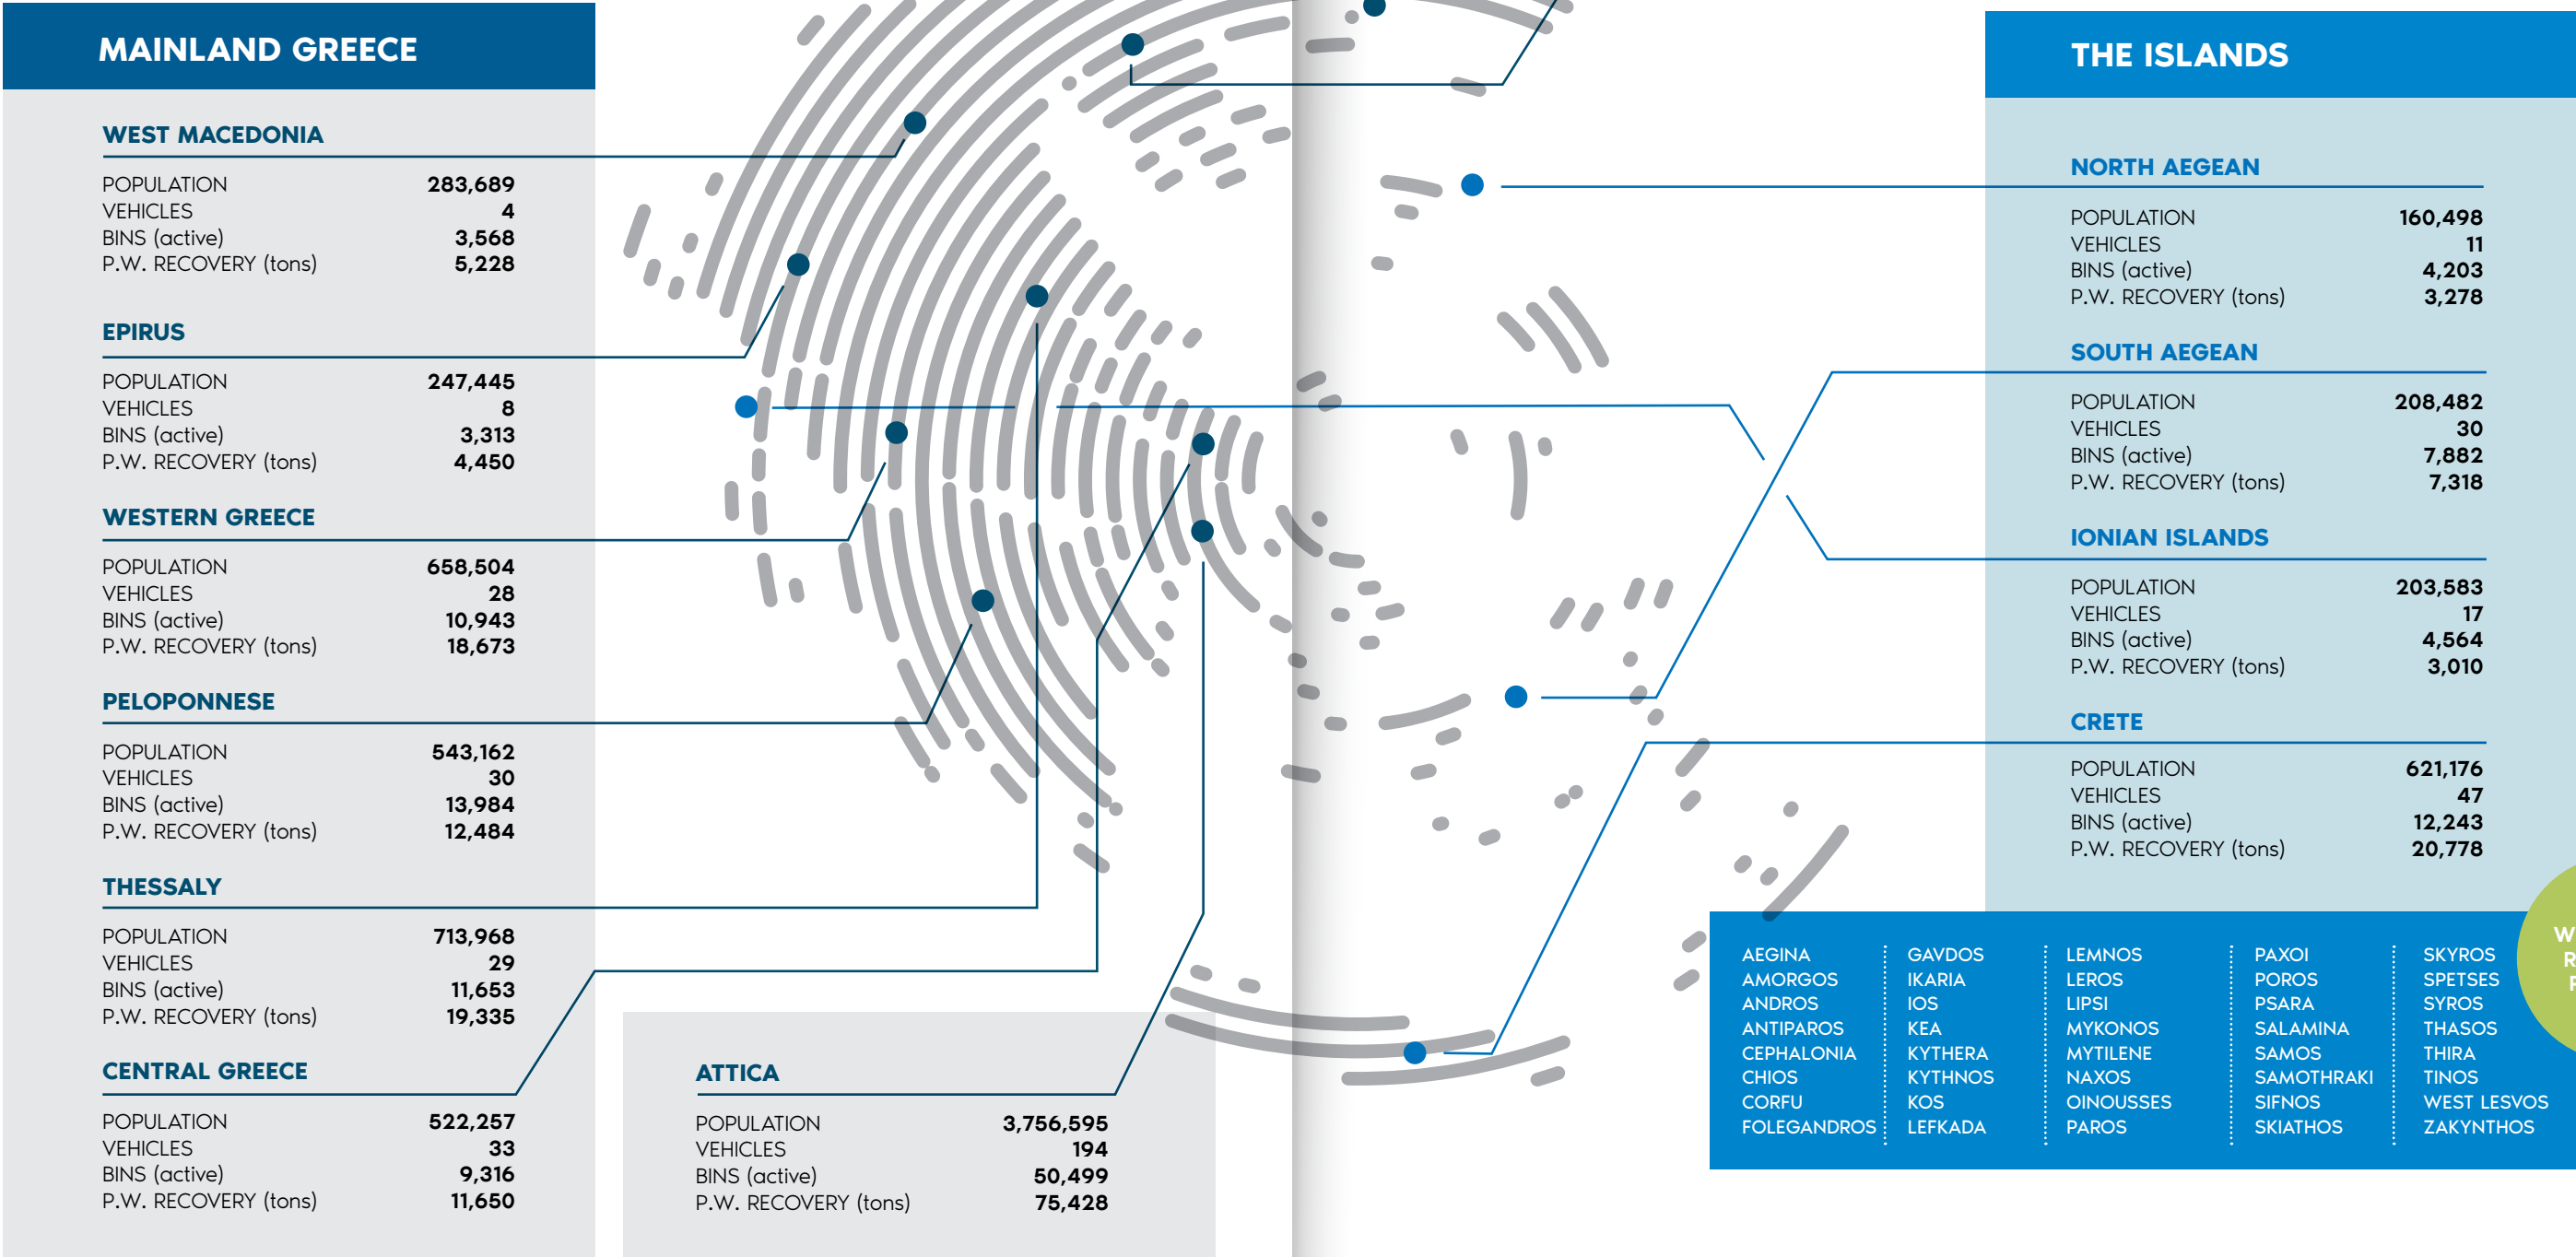 MAINLAND GREECE
WEST MACEDONIA
POPULATION 283,689
VEHICLES 4
BINS (active) 3,568
P.W. RECOVERY (tons) 5,228
EPIRUS
POPULATION 247,445
VEHICLES 8
BINS (active) 3,313
P.W. RECOVERY (tons) 4,450
WESTERN GREECE
POPULATION 658,504
VEHICLES 28
BINS (active) 10,943
P.W. RECOVERY (tons) 18,673
PELOPONNESE
POPULATION 543,162
VEHICLES 30
BINS (active) 13,984
P.W. RECOVERY (tons) 12,484
THESSALY
POPULATION 713,968
VEHICLES 29
BINS (active) 11,653
P.W. RECOVERY (tons) 19,335
CENTRAL GREECE
POPULATION 522,257
VEHICLES 33
BINS (active) 9,316
P.W. RECOVERY (tons) 11,650
ATTICA
POPULATION 3,756,595
VEHICLES 194
BINS (active) 50,499
P.W. RECOVERY (tons) 75,428
THE ISLANDS
NORTH AEGEAN
POPULATION 160,498
VEHICLES 11
BINS (active) 4,203
P.W. RECOVERY (tons) 3,278
SOUTH AEGEAN
POPULATION 208,482
VEHICLES 30
BINS (active) 7,882
P.W. RECOVERY (tons) 7,318
IONIAN ISLANDS
POPULATION 203,583
VEHICLES 17
BINS (active) 4,564
P.W. RECOVERY (tons) 3,010
CRETE
POPULATION 621,176
VEHICLES 47
BINS (active) 12,243
P.W. RECOVERY (tons) 20,778
AEGINA
AMORGOS
ANDROS
ANTIPAROS
CEPHALONIA
CHIOS
CORFU
FOLEGANDROS
GAVDOS
IKARIA
IOS
KEA
KYTHERA
KYTHNOS
KOS
LEFKADA
LEMNOS
LEROS
LIPSI
MYKONOS
MYTILENE
NAXOS
OINOUSSES
PAROS
PAXOI
POROS
PSARA
SALAMINA
SAMOS
SAMOTHRAKI
SIFNOS
SKIATHOS
SKYROS
SPETSES
SYROS
THASOS
THIRA
TINOS
WEST LESVOS
ZAKYNTHOS